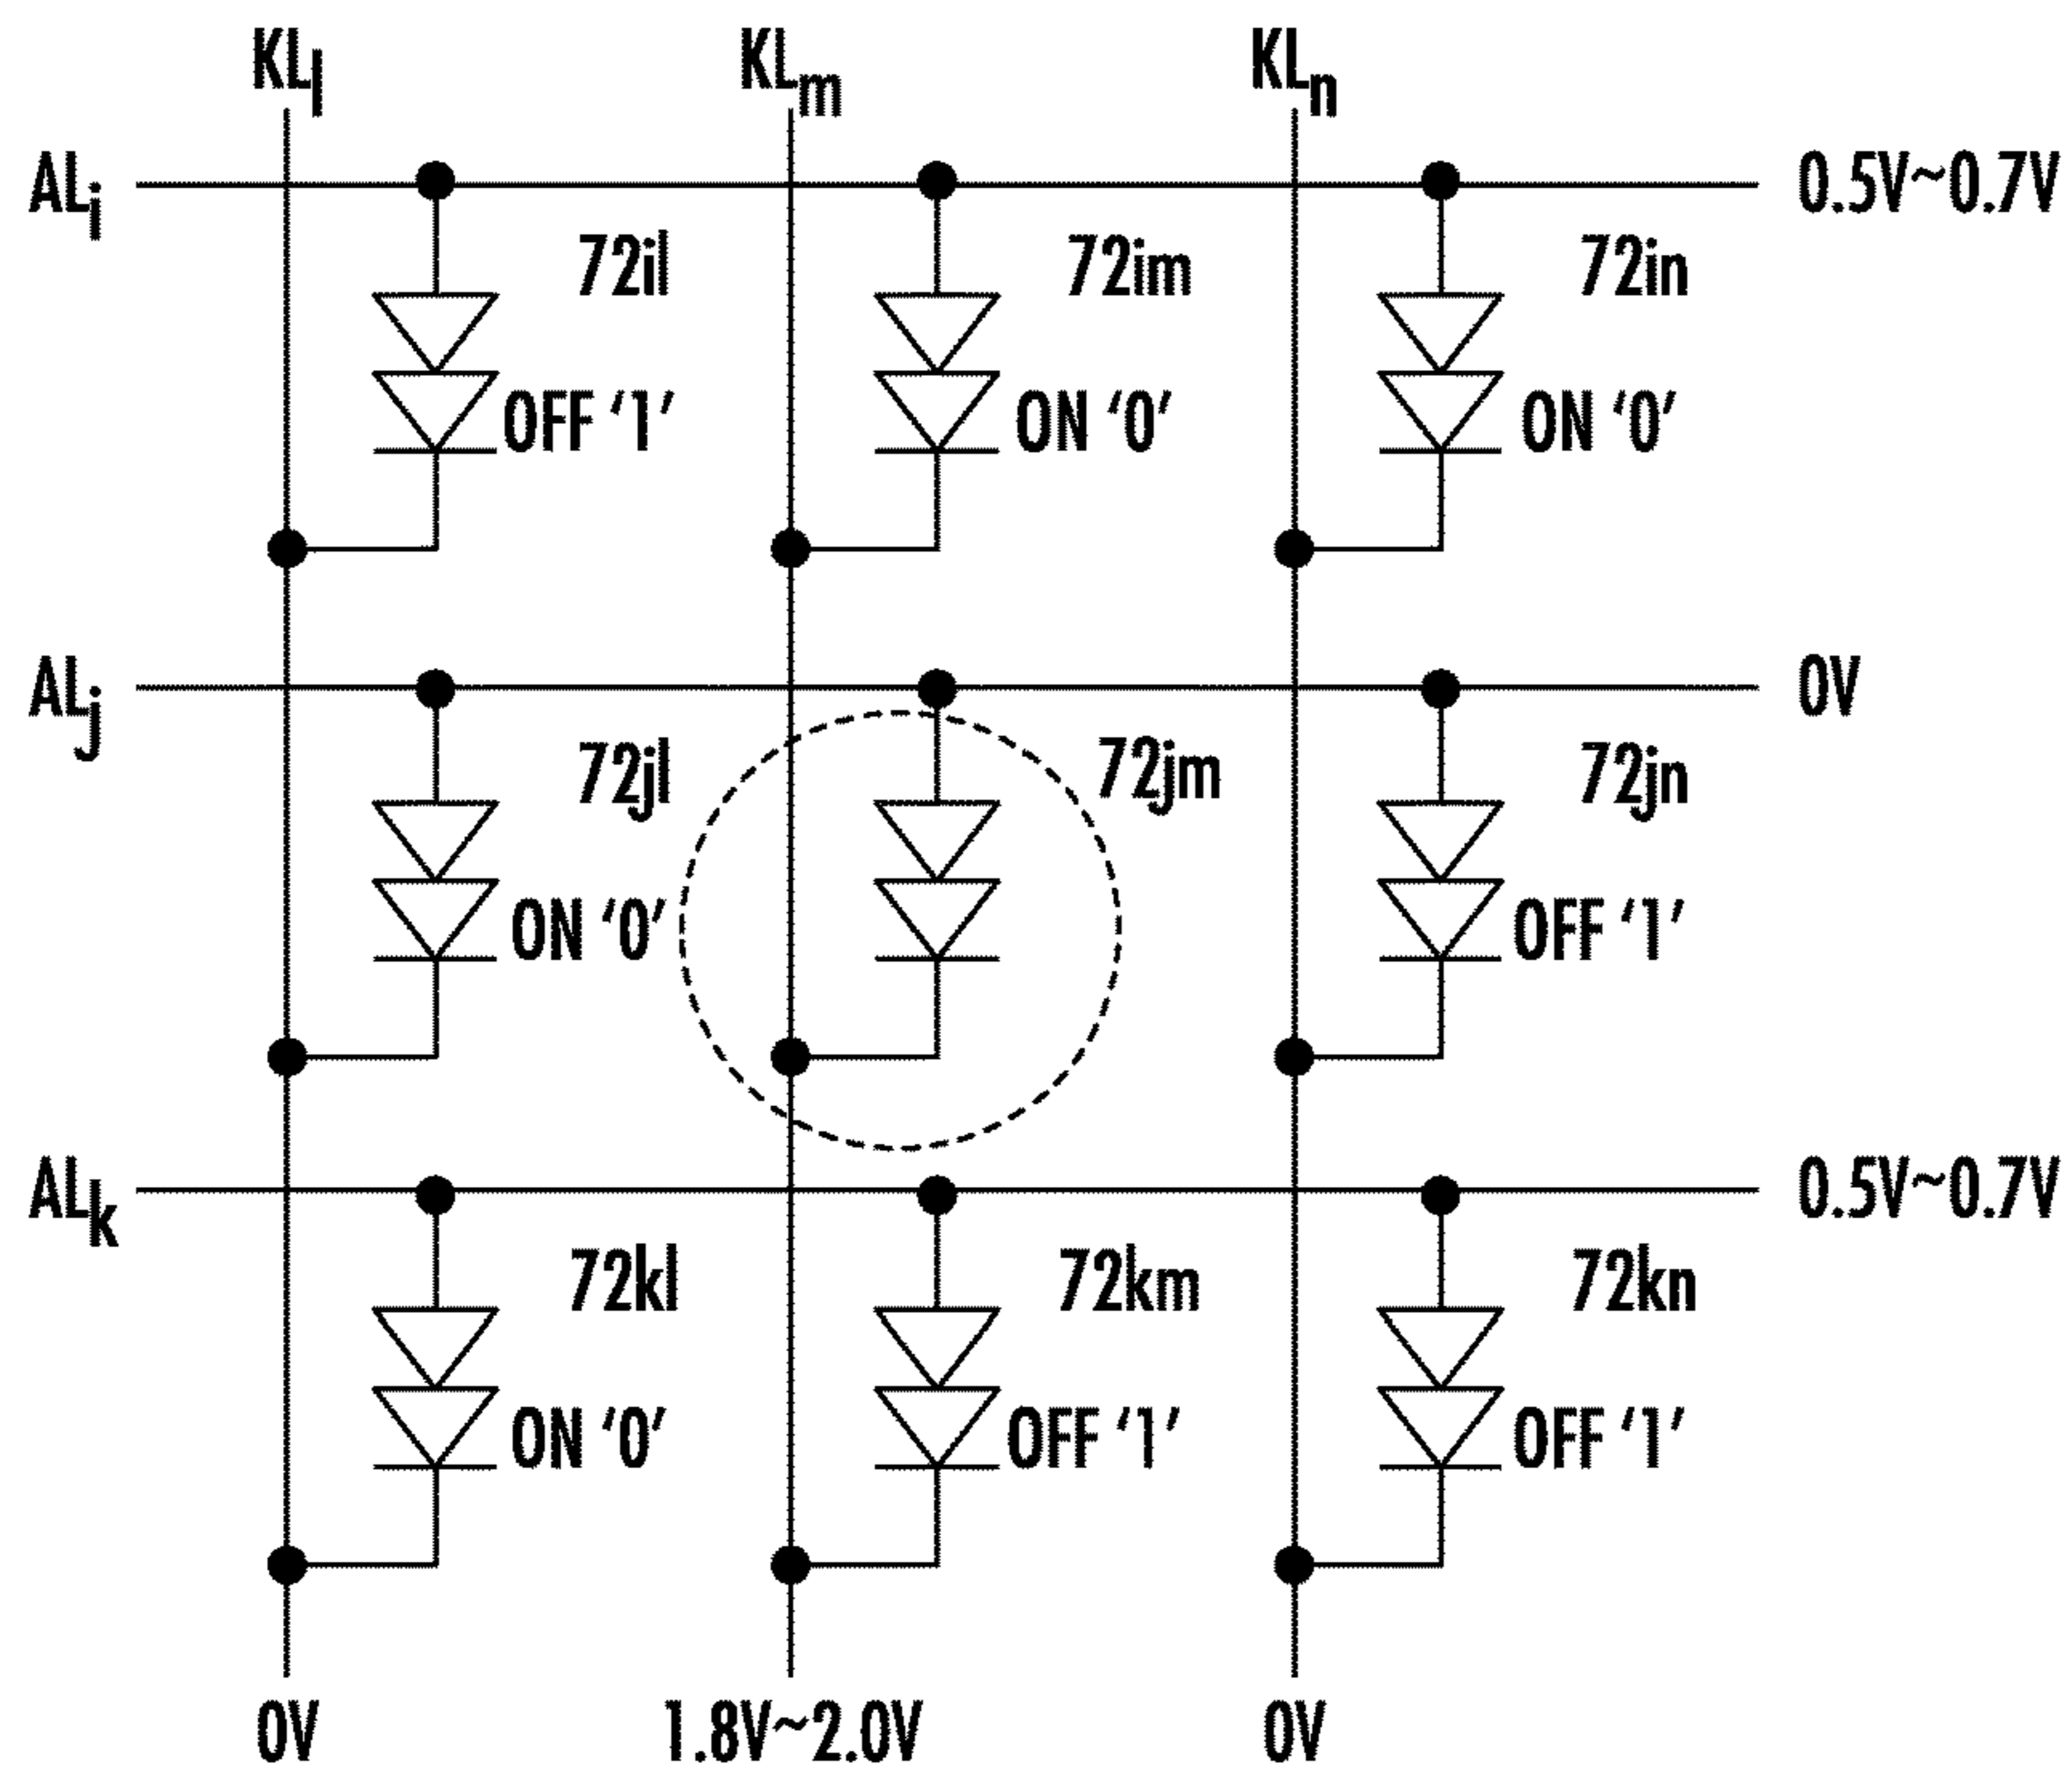 KLl KLm KLn
ALi 0.5V~0.7V
72il 72im 72in
OFF ‘1’ ON ‘0’ ON ‘0’
ALj 0V
72jl 72jm 72jn
ON ‘0’ OFF ‘1’
ALk 0.5V~0.7V
72kl 72km 72kn
ON ‘0’ OFF ‘1’ OFF ‘1’
0V 1.8V~2.0V 0V